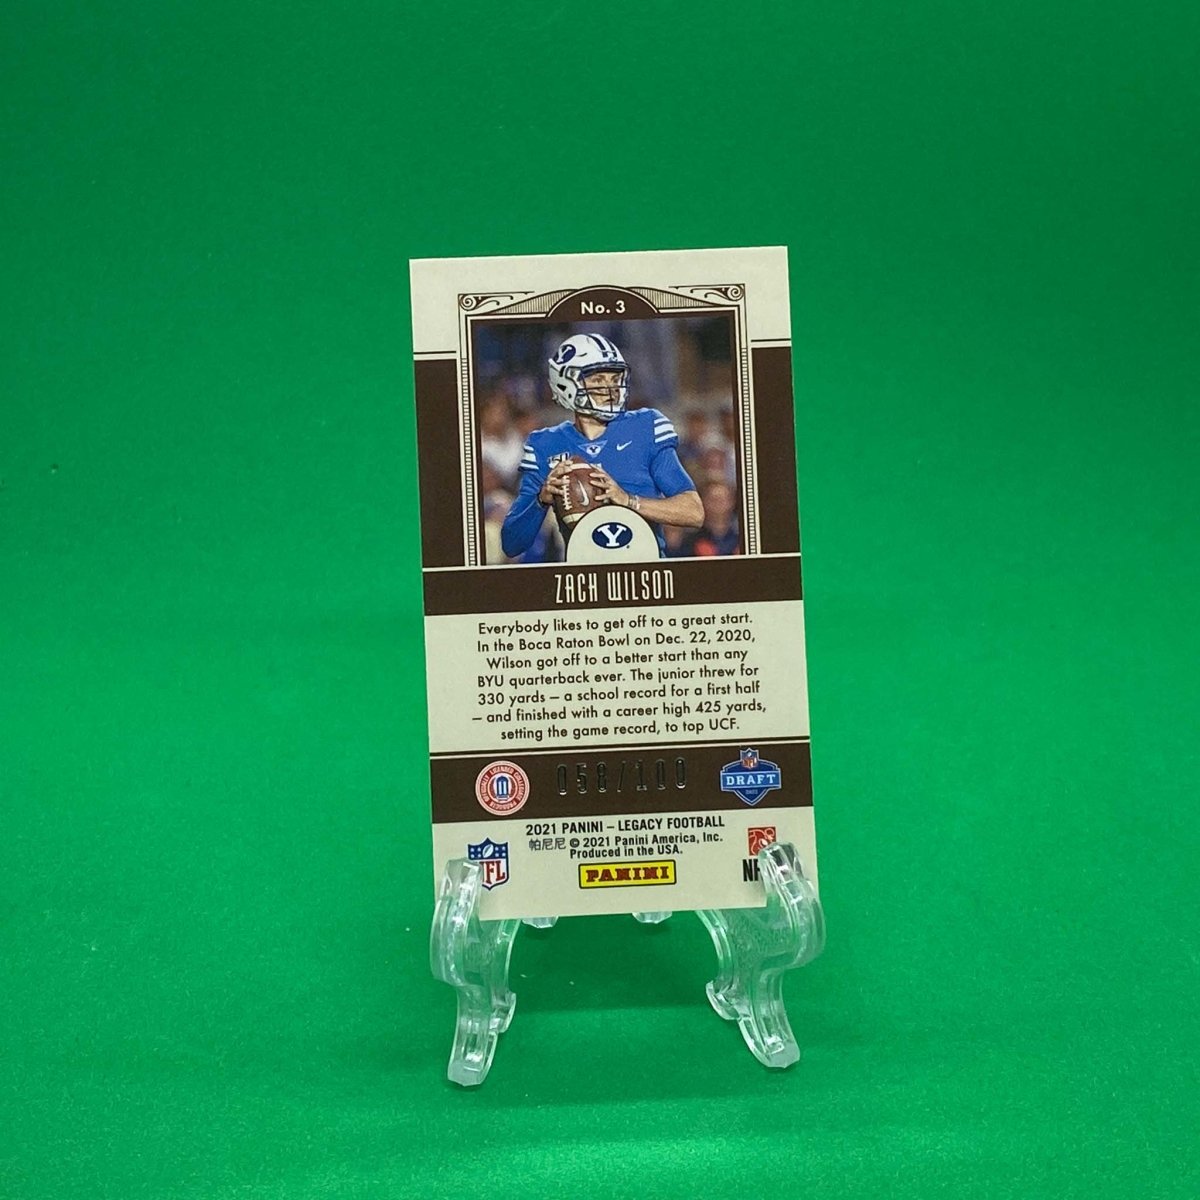 No. 3
Y
ZACH WILSON
Everybody likes to get off to a great start.
In the Boca Raton Bowl on Dec. 22, 2020,
Wilson got off to a better start than any
BYU quarterback ever. The junior threw for
330 yards – a school record for a first half
– and finished with a career high 425 yards,
setting the game record, to top UCF.
058/100
NFL
DRAFT
2021 PANINI – LEGACY FOOTBALL
帕尼尼 © 2021 Panini America, Inc.
Produced in the USA.
NFL
PANINI